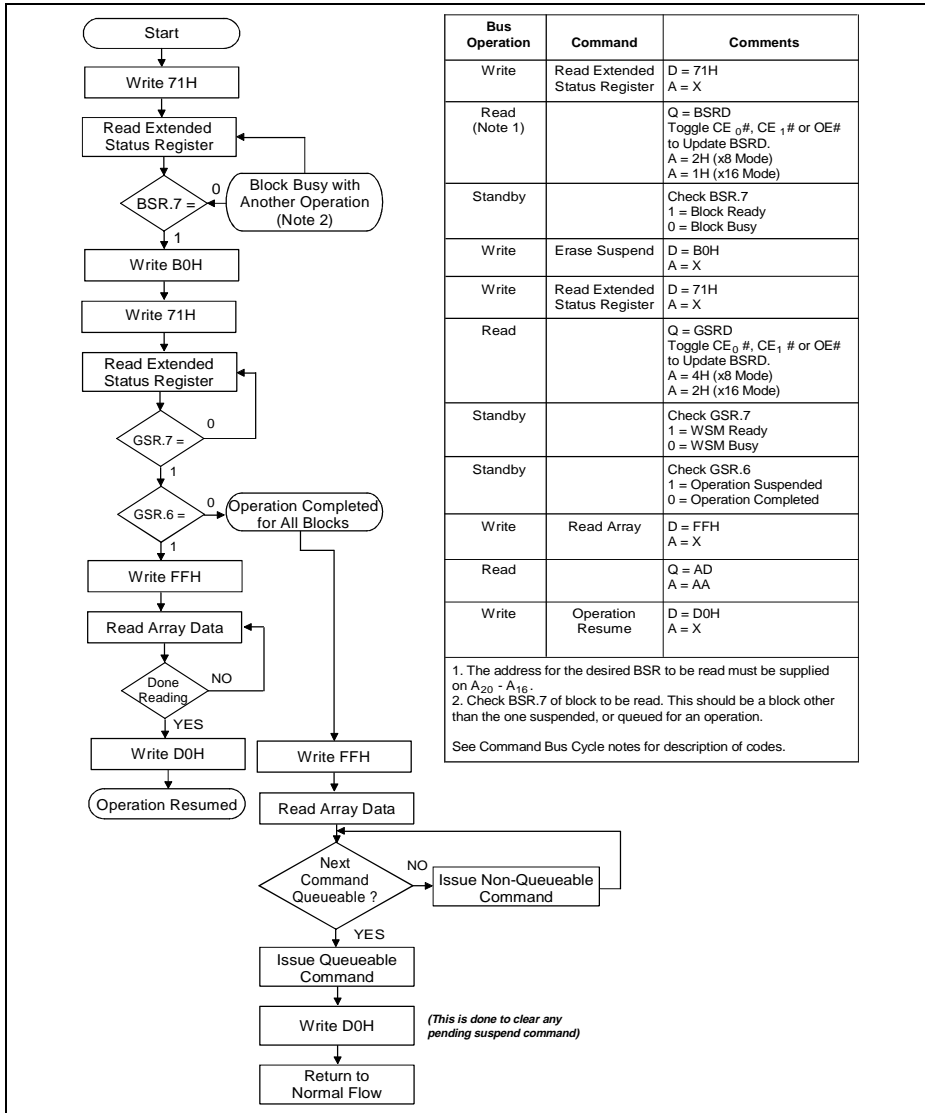 Start
Write 71H
Read Extended
Status Register
BSR.7 =
0
1
Block Busy with
Another Operation
(Note 2)
Write B0H
Write 71H
Read Extended
Status Register
GSR.7 =
0
1
GSR.6 =
0
1
Operation Completed
for All Blocks
Write FFH
Read Array Data
Done
Reading
NO
YES
Write D0H
Operation Resumed
Write FFH
Read Array Data
Next
Command
Queueable ?
NO
Issue Non-Queueable
Command
YES
Issue Queueable
Command
Write D0H
(This is done to clear any
pending suspend command)
Return to
Normal Flow
Bus
Operation
Command
Comments
Write
Read Extended
Status Register
D = 71H
A = X
Read
(Note 1)
Q = BSRD
Toggle CE 0#, CE 1# or OE#
to Update BSRD.
A = 2H (x8 Mode)
A = 1H (x16 Mode)
Standby
Check BSR.7
1 = Block Ready
0 = Block Busy
Write
Erase Suspend
D = B0H
A = X
Write
Read Extended
Status Register
D = 71H
A = X
Read
Q = GSRD
Toggle CE0 #, CE1 # or OE#
to Update BSRD.
A = 4H (x8 Mode)
A = 2H (x16 Mode)
Standby
Check GSR.7
1 = WSM Ready
0 = WSM Busy
Standby
Check GSR.6
1 = Operation Suspended
0 = Operation Completed
Write
Read Array
D = FFH
A = X
Read
Q = AD
A = AA
Write
Operation
Resume
D = D0H
A = X
1. The address for the desired BSR to be read must be supplied
on A20 - A16.
2. Check BSR.7 of block to be read. This should be a block other
than the one suspended, or queued for an operation.
See Command Bus Cycle notes for description of codes.